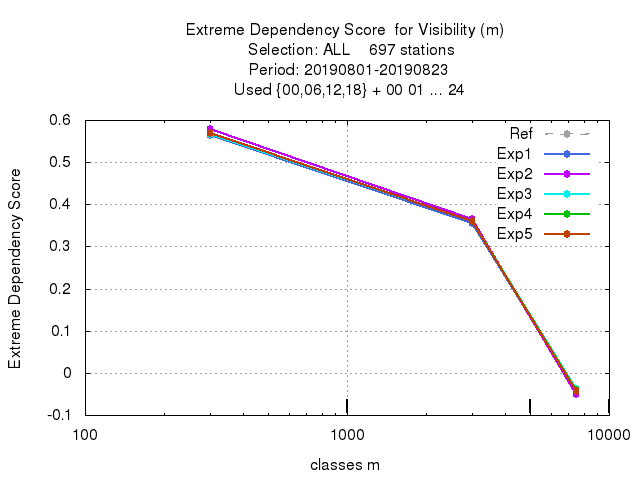 Extreme Dependency Score  for Visibility (m)
Selection: ALL    697 stations
Period: 20190801-20190823
Used {00,06,12,18} + 00 01 ... 24
Extreme Dependency Score
0.6
0.5
0.4
0.3
0.2
0.1
0
-0.1
Ref
Exp1
Exp2
Exp3
Exp4
Exp5
100
1000
10000
classes m